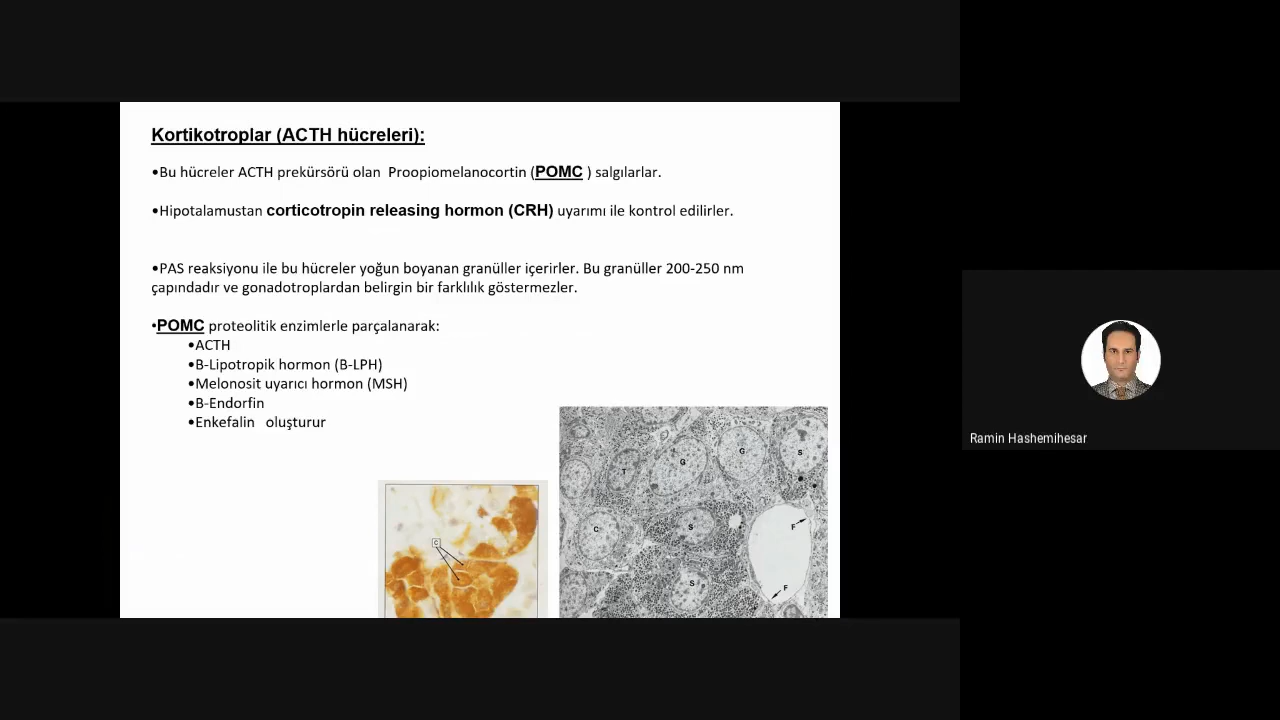 Kortikotroplar (ACTH hücreleri):
•Bu hücreler ACTH prekürsörü olan Proopiomelanocortin (POMC ) salgılarlar.
•Hipotalamustan corticotropin releasing hormon (CRH) uyarımı ile kontrol edilirler.
•PAS reaksiyonu ile bu hücreler yoğun boyanan granüller içerirler. Bu granüller 200-250 nm
çapındadır ve gonadotroplardan belirgin bir farklılık göstermezler.
•POMC proteolitik enzimlerle parçalanarak:
•ACTH
•B-Lipotropik hormon (B-LPH)
•Melonosit uyarıcı hormon (MSH)
•B-Endorfin
•Enkefalin oluşturur
C
T
G
G
S
C
S
F
S
F
Ramin Hashemihesar